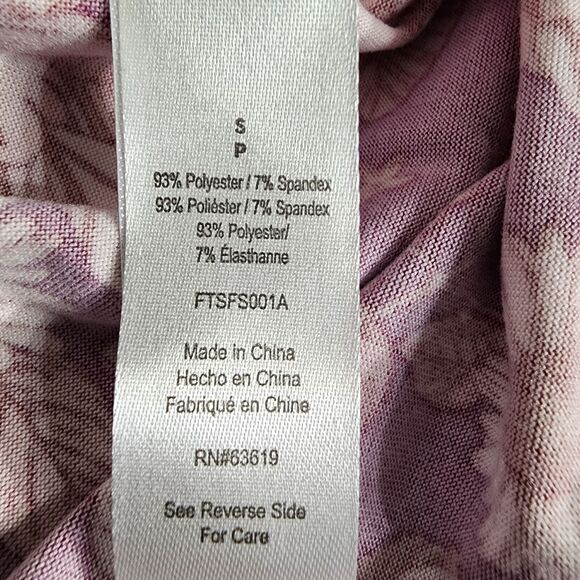 S
P
93% Polyester / 7% Spandex
93% Poliéster / 7% Spandex
93% Polyester/
7% Élasthanne
FTSFS001A
Made in China
Hecho en China
Fabriqué en Chine
RN#63619
See Reverse Side
For Care